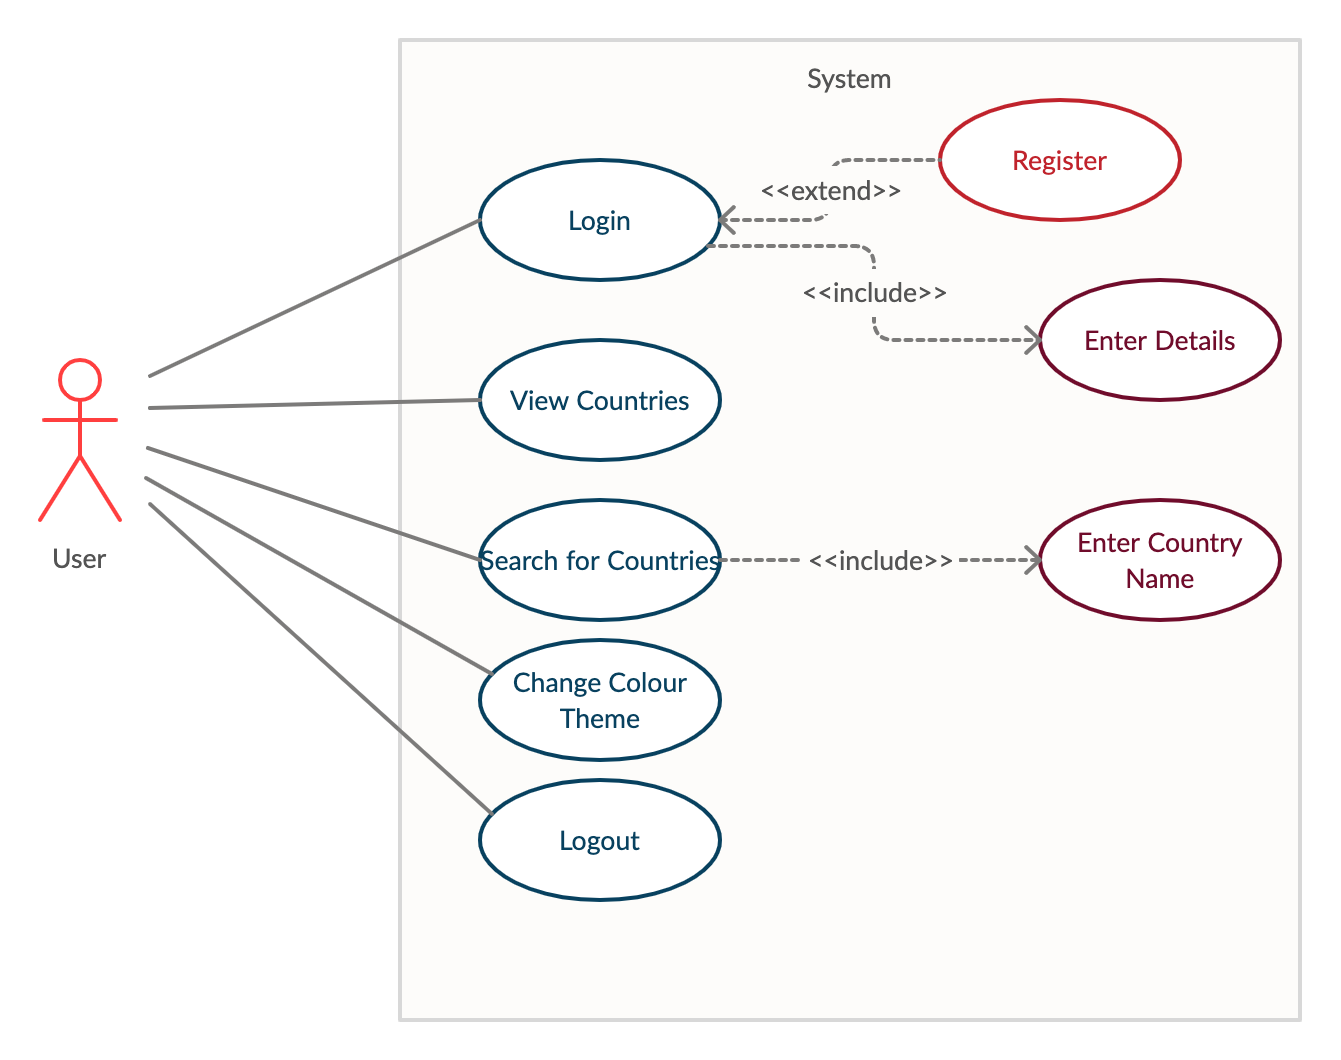 System
Register
<<extend>>
Login
<<include>>
Enter Details
View Countries
Search for Countries
<<include>>
Enter Country
Name
User
Change Colour
Theme
Logout